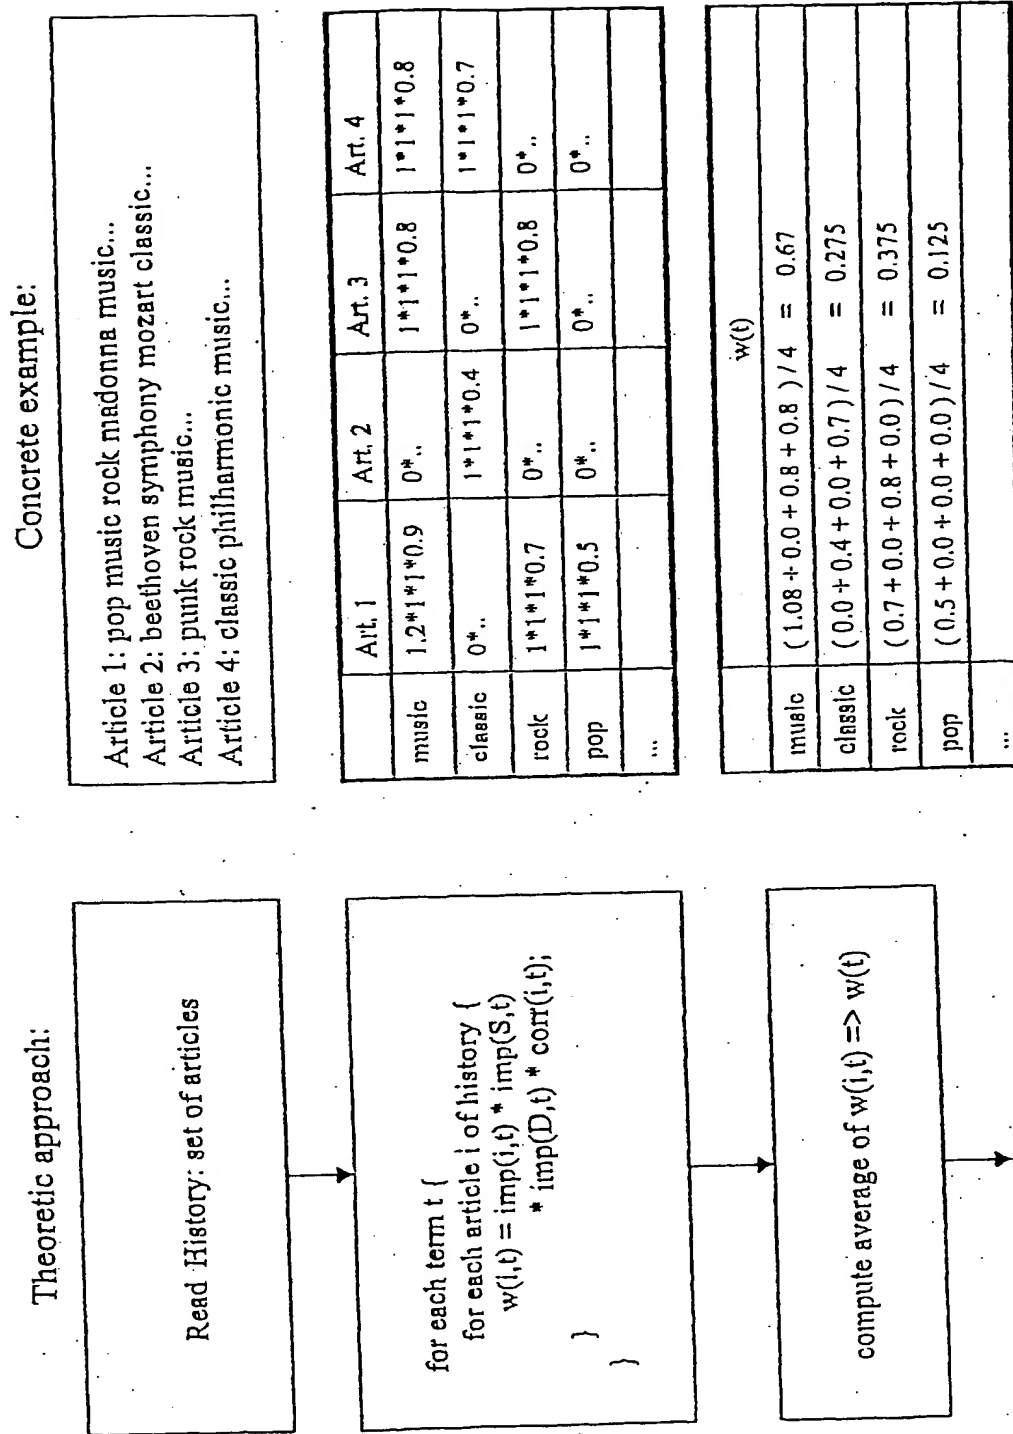 Theoretic approach:
Read History: set of articles
for each term t {
for each article i of history {
w(i,t) = imp(i,t) * imp(S,t)
* imp(D,t) * corr(i,t);
}
}
compute average of w(i,t) => w(t)
Concrete example:
Article 1: pop music rock madonna music...
Article 2: beethoven symphony mozart classic...
Article 3: punk rock music...
Article 4: classic philharmonic music...
Art. 1 Art. 2 Art. 3 Art. 4
music 1.2*1*1*0.9 0*.. 1*1*1*0.8 1*1*1*0.8
classic 0*.. 1*1*1*0.4 0*.. 1*1*1*0.7
rock 1*1*1*0.7 0*.. 1*1*1*0.8 0*..
pop 1*1*1*0.5 0*.. 0*.. 0*..
...
w(t)
music ( 1.08 + 0.0 + 0.8 + 0.8 ) / 4 = 0.67
classic ( 0.0 + 0.4 + 0.0 + 0.7 ) / 4 = 0.275
rock ( 0.7 + 0.0 + 0.8 + 0.0 ) / 4 = 0.375
pop ( 0.5 + 0.0 + 0.0 + 0.0 ) / 4 = 0.125
...